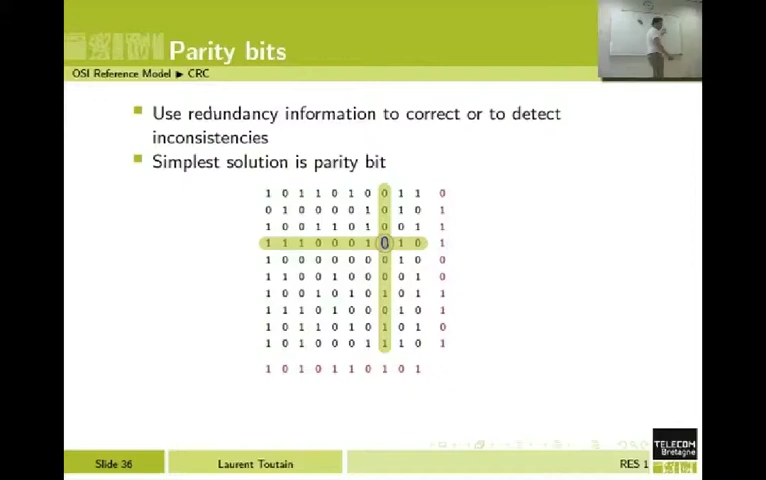 Parity bits
OSI Reference Model ▶ CRC
Use redundancy information to correct or to detect
inconsistencies
Simplest solution is parity bit
1 0 1 1 0 1 0 0 1 1 0
0 1 0 0 0 0 1 0 1 0 1
1 0 0 1 1 0 1 0 0 1 1
1 1 1 0 0 0 1 0 1 0 1
1 0 0 0 0 0 0 0 1 0 0
1 1 0 0 1 0 0 0 0 1 0
1 0 0 1 0 1 0 1 0 1 1
1 1 1 0 1 0 0 0 1 0 1
1 0 1 1 0 1 0 1 0 1 0
1 0 1 0 0 0 1 1 1 0 1
1 0 1 0 1 1 0 1 0 1
TELECOM
Bretagne
Slide 36
Laurent Toutain
RES 1